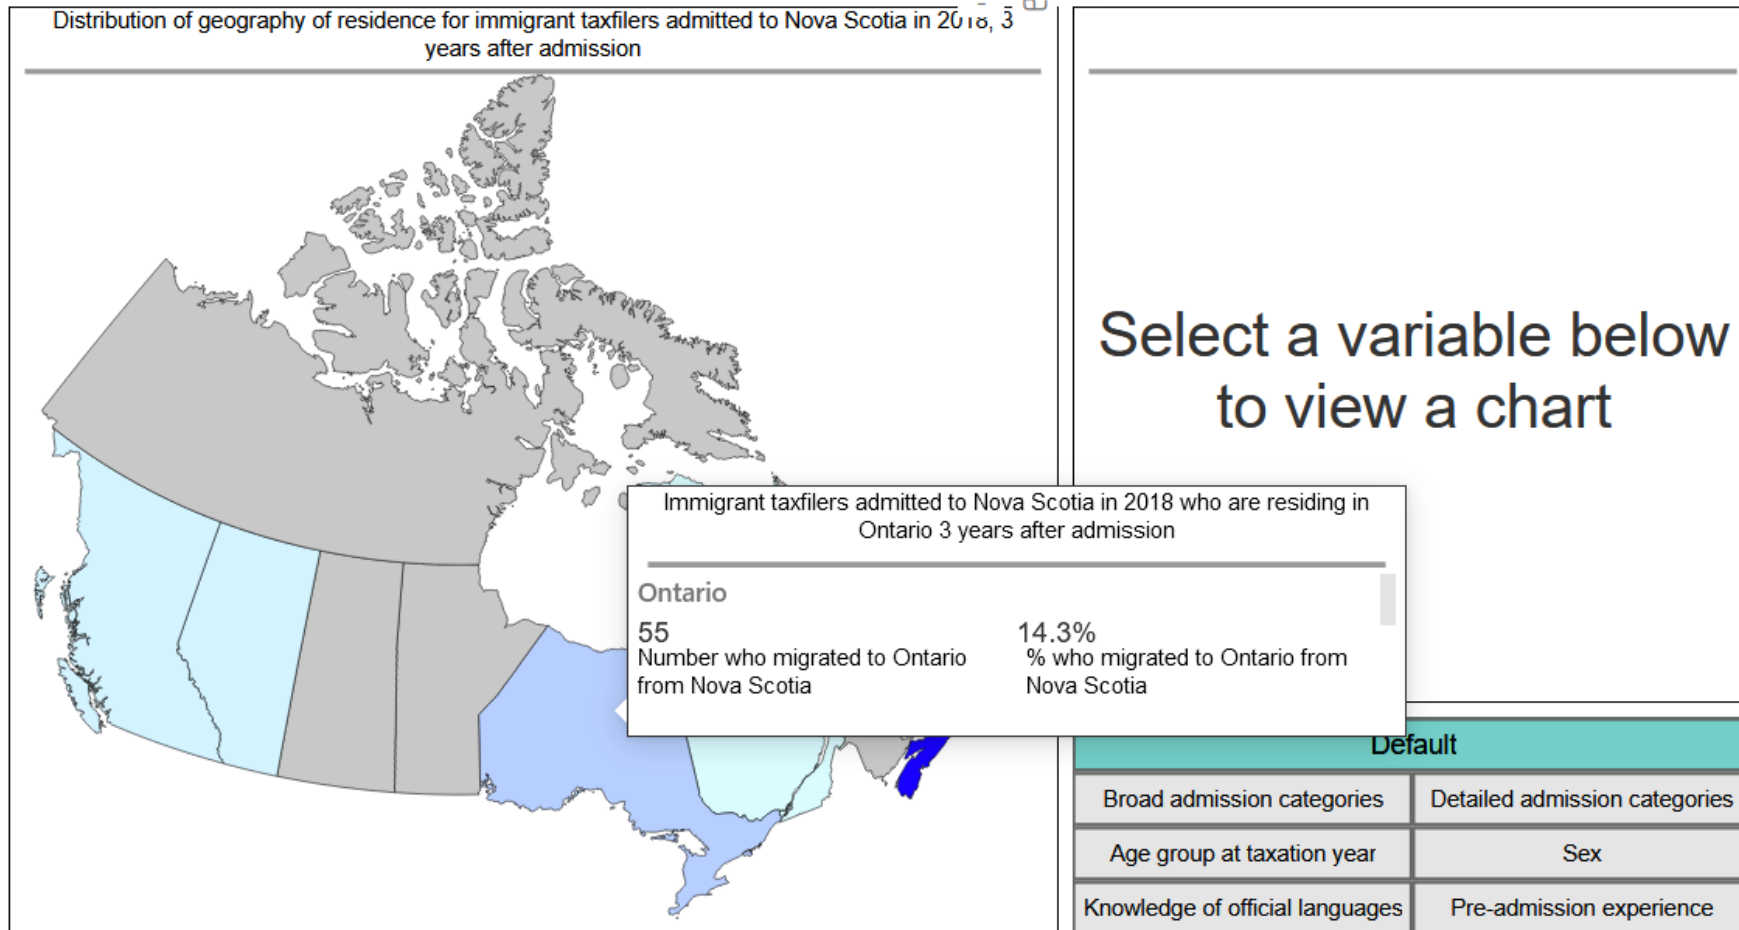 Distribution of geography of residence for immigrant taxfilers admitted to Nova Scotia in 2018, 3
years after admission
Select a variable below
to view a chart
Immigrant taxfilers admitted to Nova Scotia in 2018 who are residing in
Ontario 3 years after admission
Ontario
55
14.3%
Number who migrated to Ontario
from Nova Scotia
% who migrated to Ontario from
Nova Scotia
Default
Broad admission categories
Detailed admission categories
Age group at taxation year
Sex
Knowledge of official languages
Pre-admission experience